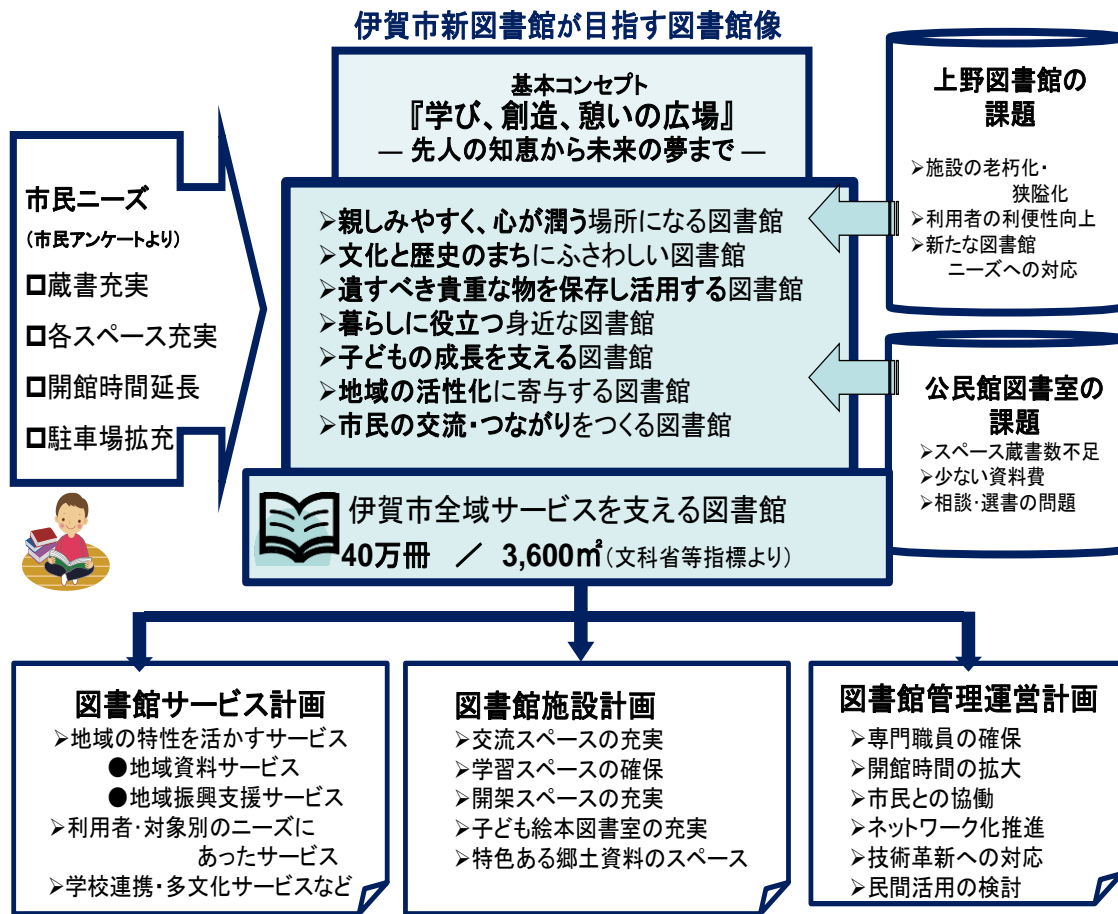 伊賀市新図書館が目指す図書館像
基本コンセプト
『学び、創造、憩いの広場』
― 先人の知恵から未来の夢まで ―
市民ニーズ
(市民アンケートより)
□蔵書充実
□各スペース充実
□開館時間延長
□駐車場拡充
➢親しみやすく、心が潤う場所になる図書館
➢文化と歴史のまちにふさわしい図書館
➢遺すべき貴重な物を保存し活用する図書館
➢暮らしに役立つ身近な図書館
➢子どもの成長を支える図書館
➢地域の活性化に寄与する図書館
➢市民の交流・つながりをつくる図書館
上野図書館の
課題
➢施設の老朽化・
狭隘化
➢利用者の利便性向上
➢新たな図書館
ニーズへの対応
公民館図書室の
課題
➢スペース蔵書数不足
➢少ない資料費
➢相談・選書の問題
伊賀市全域サービスを支える図書館
40万冊 ／ 3,600㎡(文科省等指標より)
図書館サービス計画
➢地域の特性を活かすサービス
●地域資料サービス
●地域振興支援サービス
➢利用者・対象別のニーズに
あったサービス
➢学校連携・多文化サービスなど
図書館施設計画
➢交流スペースの充実
➢学習スペースの確保
➢開架スペースの充実
➢子ども絵本図書室の充実
➢特色ある郷土資料のスペース
図書館管理運営計画
➢専門職員の確保
➢開館時間の拡大
➢市民との協働
➢ネットワーク化推進
➢技術革新への対応
➢民間活用の検討